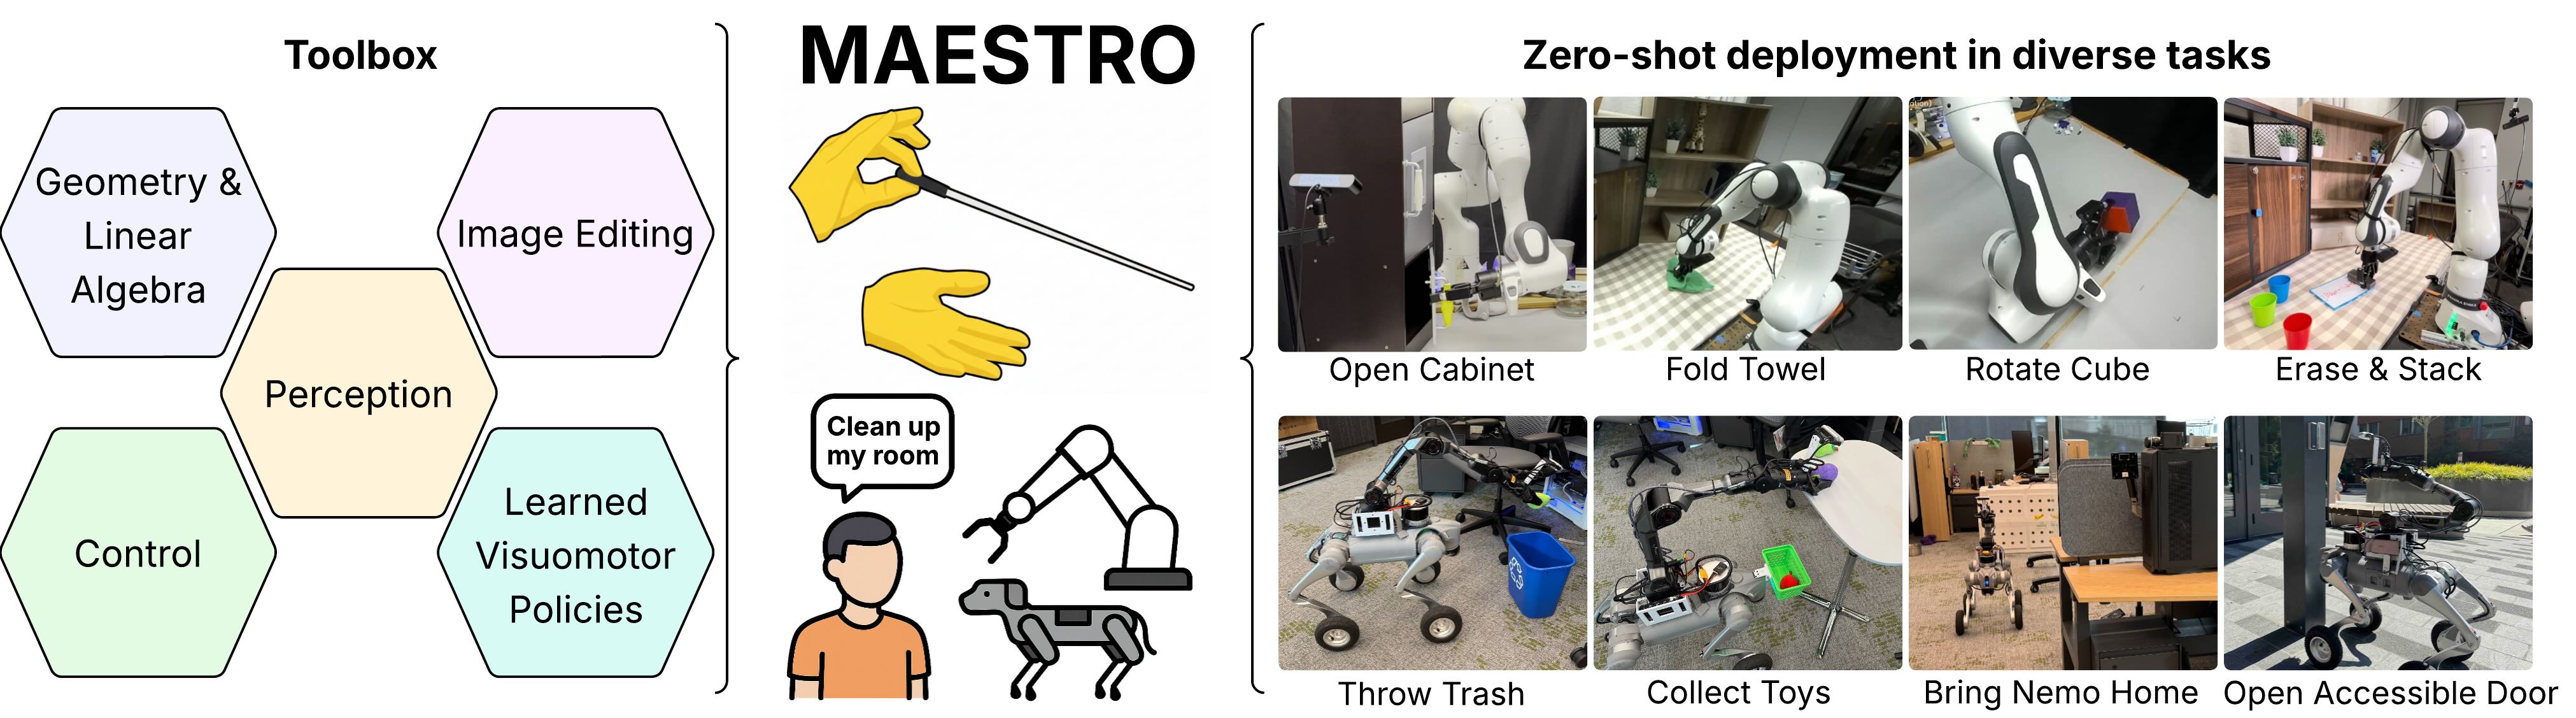 Toolbox
Geometry &
Linear
Algebra
Image Editing
Perception
Control
Learned
Visuomotor
Policies
MAESTRO
Clean up
my room
Zero-shot deployment in diverse tasks
Open Cabinet
Fold Towel
Rotate Cube
Erase & Stack
Throw Trash
Collect Toys
Bring Nemo Home
Open Accessible Door